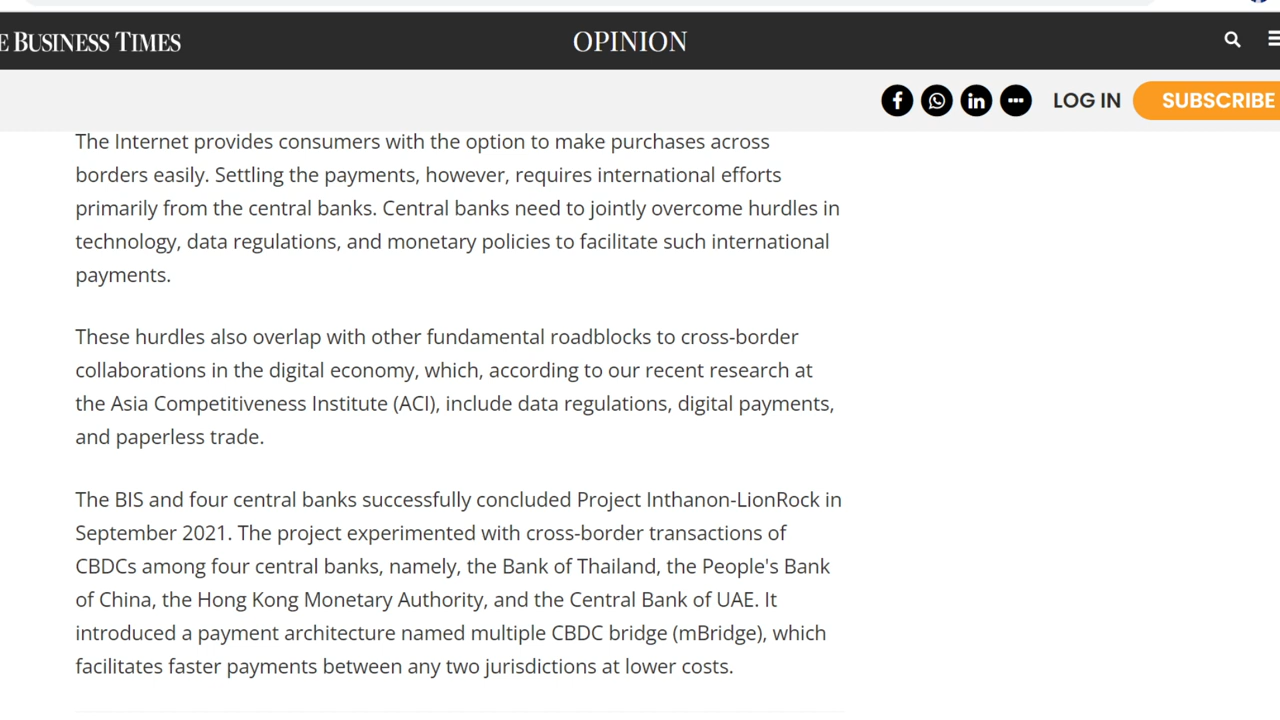 E BUSINESS TIMES
OPINION
LOG IN
SUBSCRIBE
The Internet provides consumers with the option to make purchases across
borders easily. Settling the payments, however, requires international efforts
primarily from the central banks. Central banks need to jointly overcome hurdles in
technology, data regulations, and monetary policies to facilitate such international
payments.
These hurdles also overlap with other fundamental roadblocks to cross-border
collaborations in the digital economy, which, according to our recent research at
the Asia Competitiveness Institute (ACI), include data regulations, digital payments,
and paperless trade.
The BIS and four central banks successfully concluded Project Inthanon-LionRock in
September 2021. The project experimented with cross-border transactions of
CBDCs among four central banks, namely, the Bank of Thailand, the People's Bank
of China, the Hong Kong Monetary Authority, and the Central Bank of UAE. It
introduced a payment architecture named multiple CBDC bridge (mBridge), which
facilitates faster payments between any two jurisdictions at lower costs.